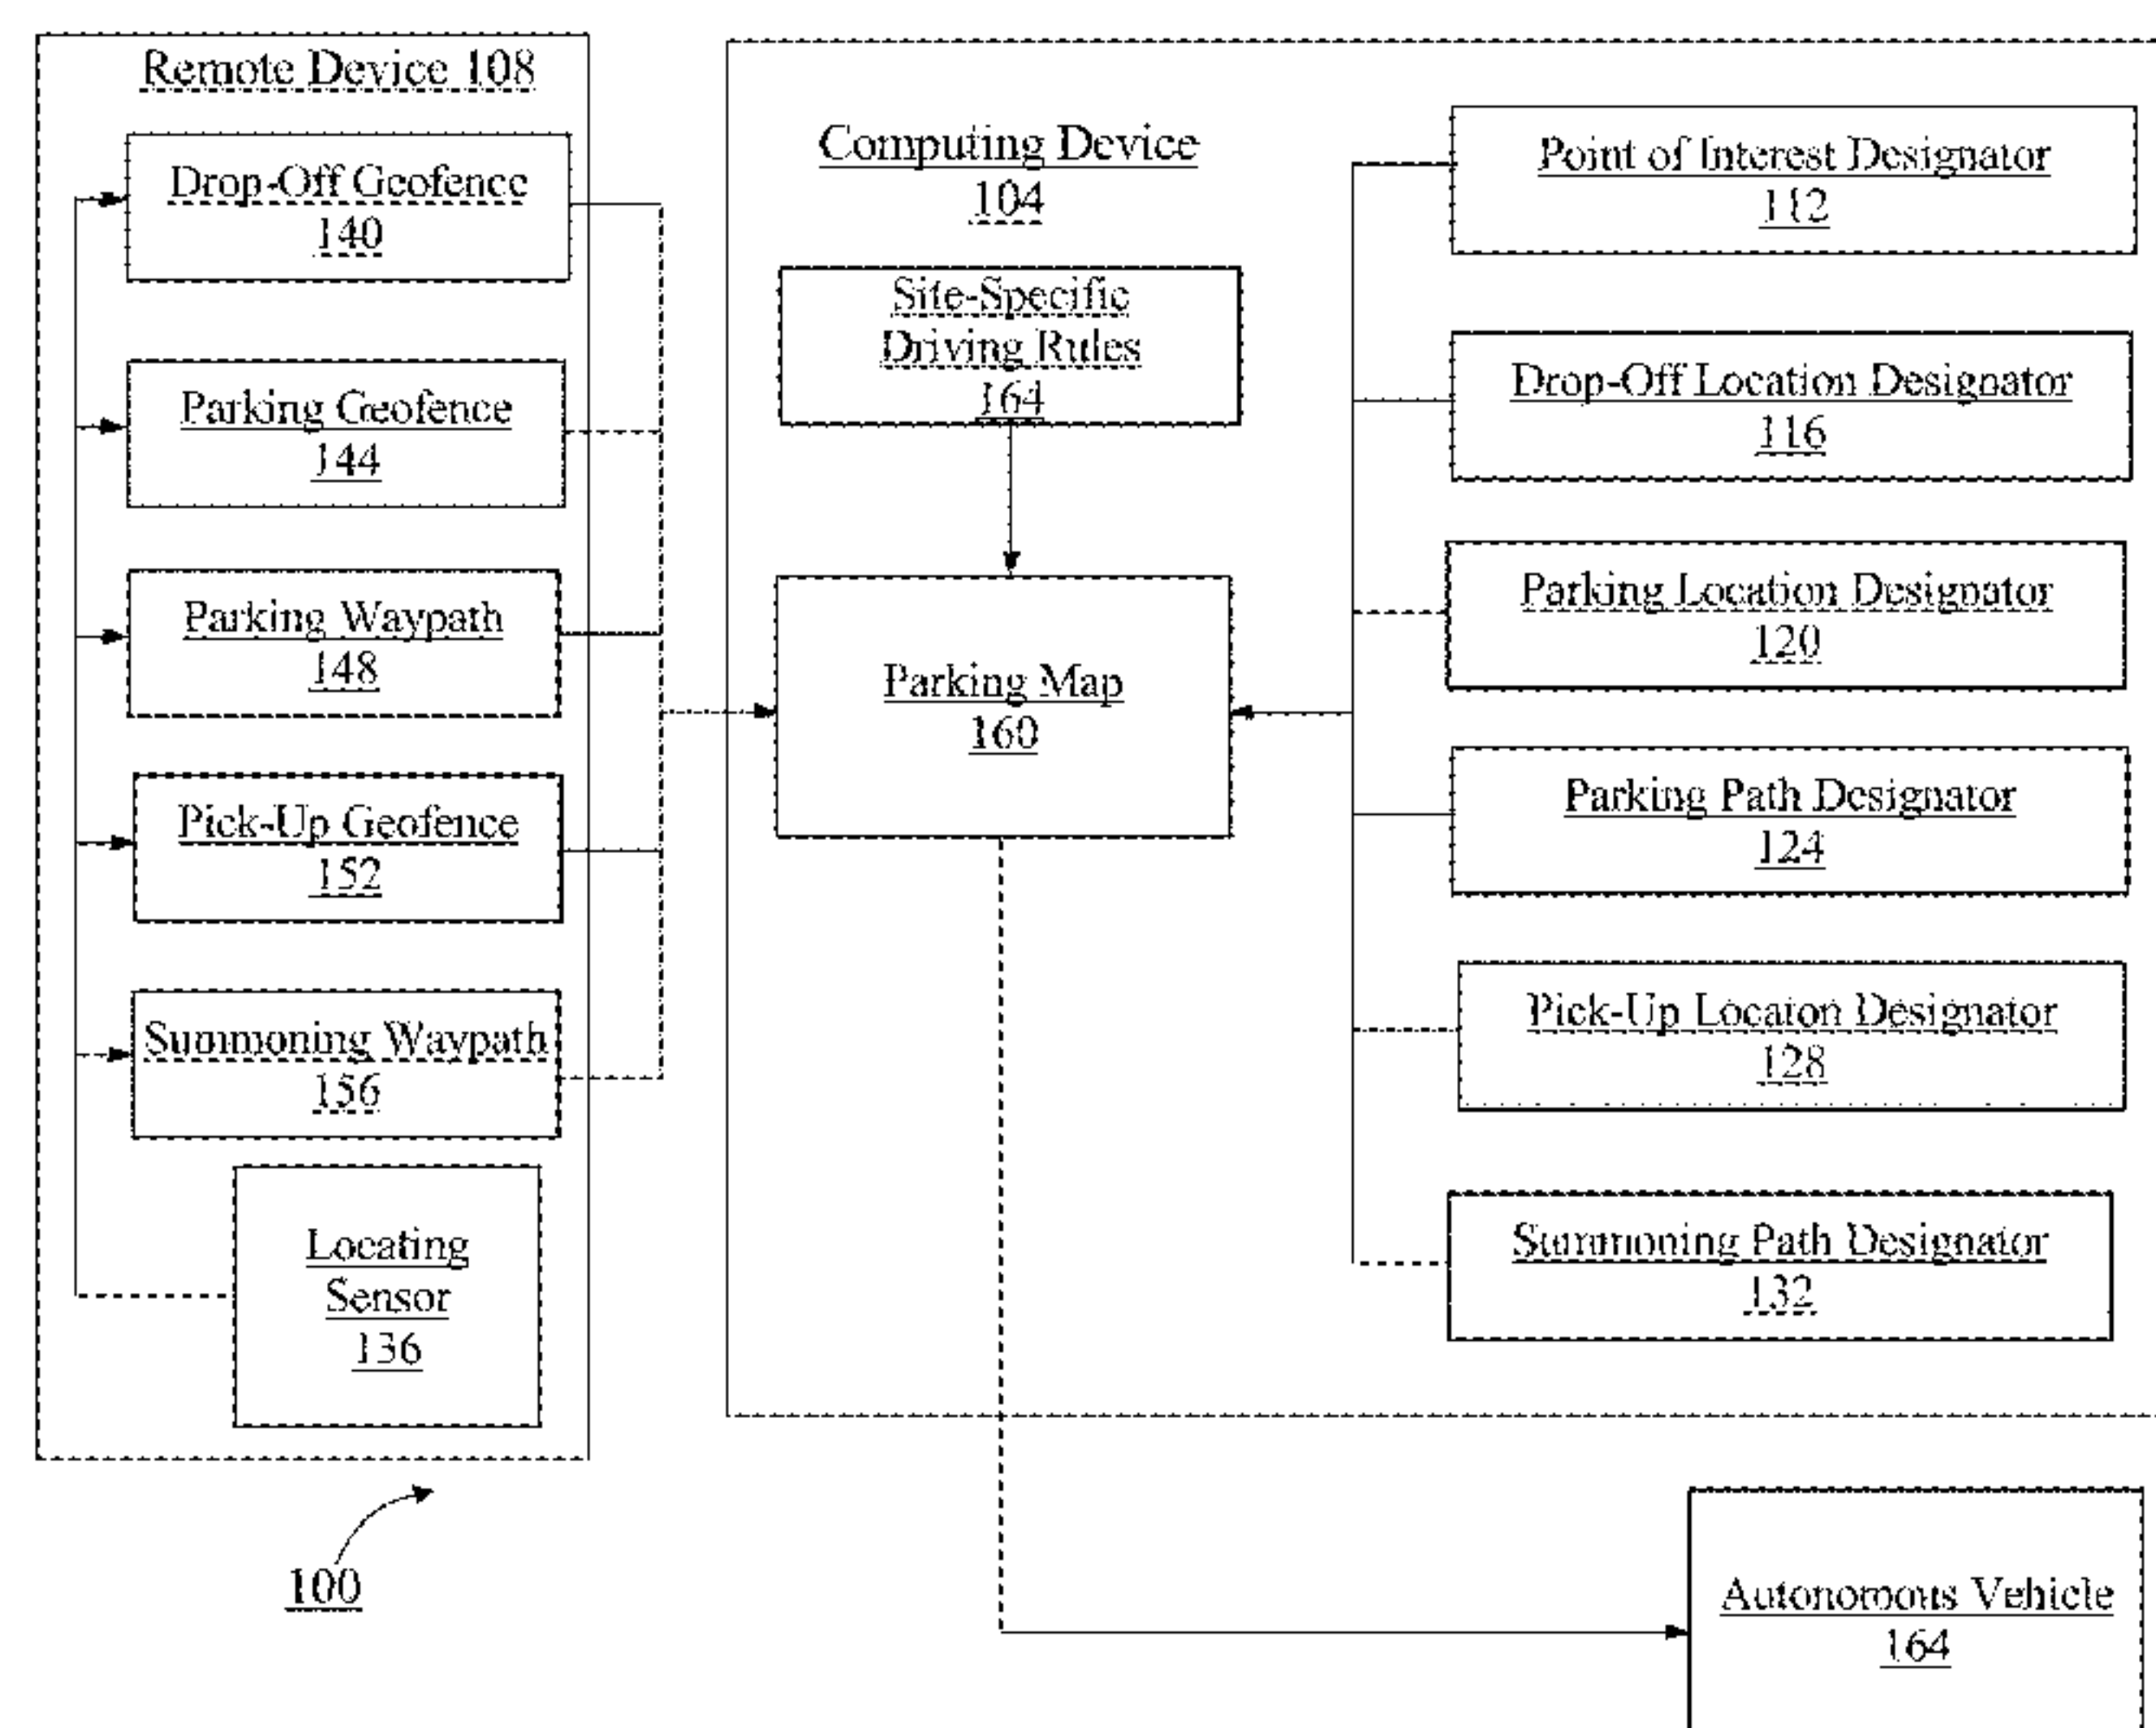 Remote Device 108
Drop-Off Geofence
140
Parking Geofence
144
Parking Waypath
148
Pick-Up Geofence
152
Summoning Waypath
156
Locating
Sensor
136
100
Computing Device
104
Site-Specific
Driving Rules
164
Parking Map
160
Point of Interest Designator
112
Drop-Off Location Designator
116
Parking Location Designator
120
Parking Path Designator
124
Pick-Up Locaton Designator
128
Summoning Path Designator
132
Autonomous Vehicle
164